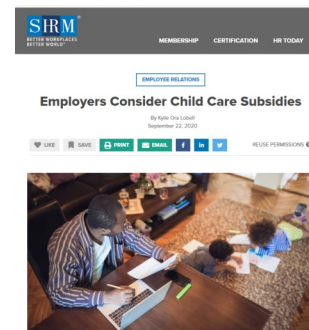 SHRM
BETTER WORKPLACES
BETTER WORLD™
MEMBERSHIP CERTIFICATION HR TODAY
EMPLOYEE RELATIONS
Employers Consider Child Care Subsidies
By Kylie Ora Lobell
September 22, 2020
LIKE SAVE PRINT EMAIL f in REUSE PERMISSIONS